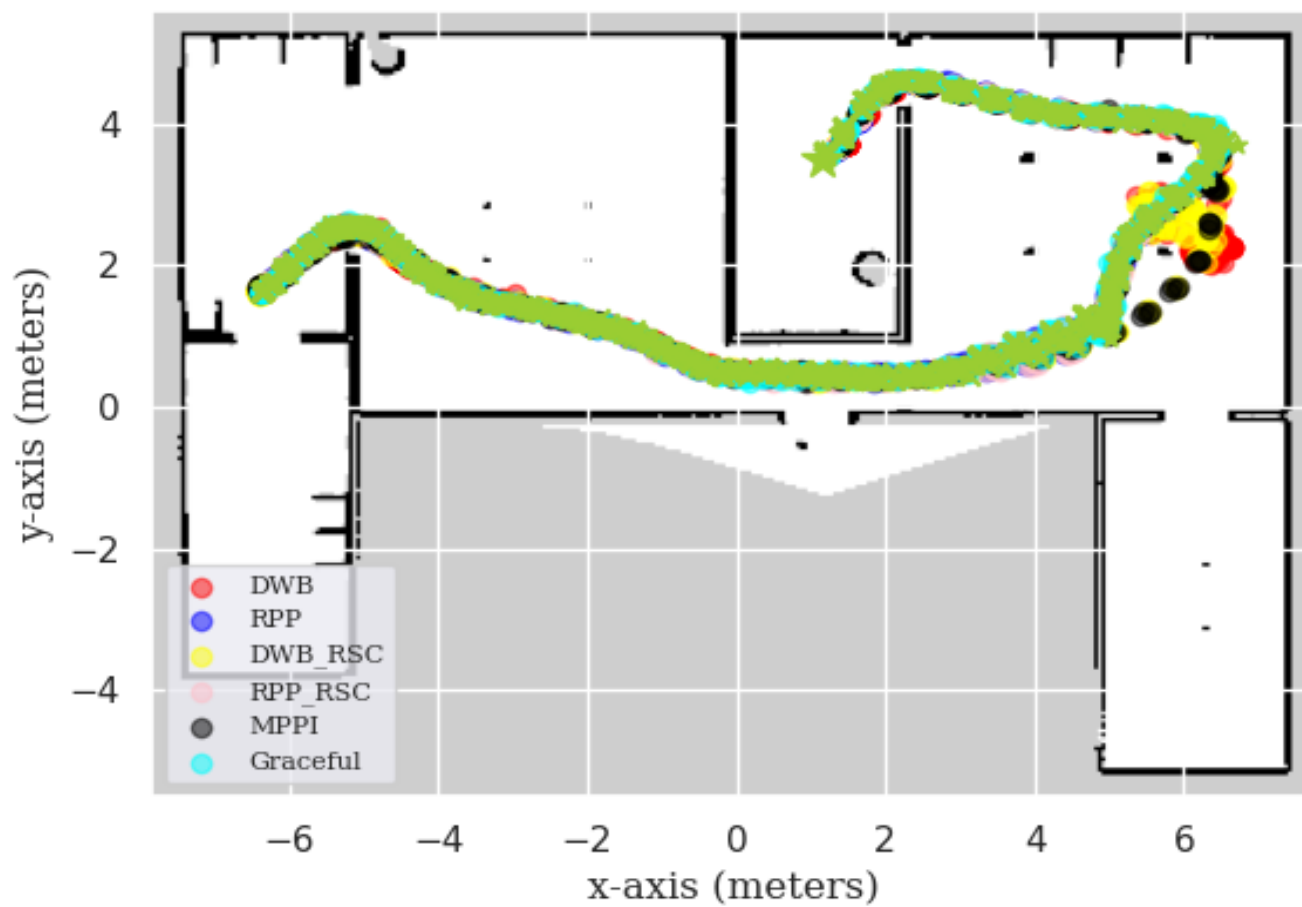 4
2
0
−2
−4
y-axis (meters)
DWB
RPP
DWB_RSC
RPP_RSC
MPPI
Graceful
−6 −4 −2 0 2 4 6
x-axis (meters)